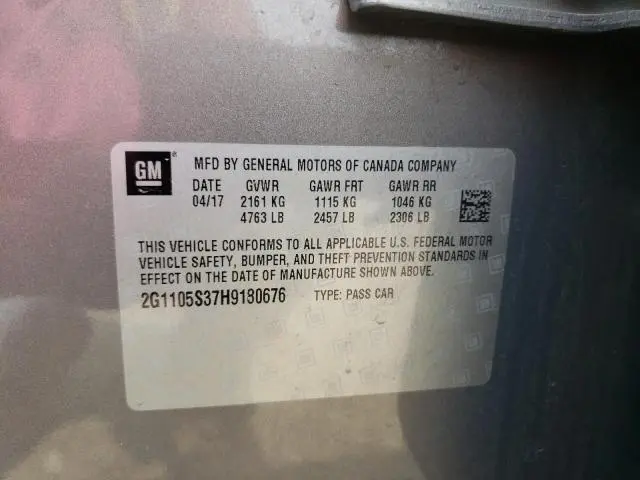 GM
MFD BY GENERAL MOTORS OF CANADA COMPANY
DATE GVWR GAWR FRT GAWR RR
04/17 2161 KG 1115 KG 1046 KG
4763 LB 2457 LB 2306 LB
THIS VEHICLE CONFORMS TO ALL APPLICABLE U.S. FEDERAL MOTOR
VEHICLE SAFETY, BUMPER, AND THEFT PREVENTION STANDARDS IN
EFFECT ON THE DATE OF MANUFACTURE SHOWN ABOVE.
2G1105S37H9180676 TYPE: PASS CAR